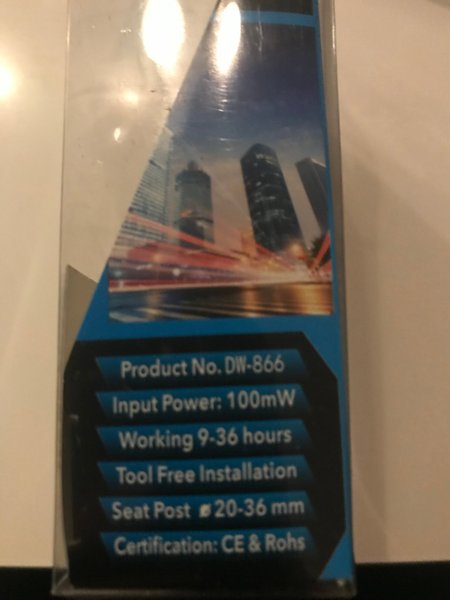 Product No. DW-866
Input Power: 100mW
Working 9-36 hours
Tool Free Installation
Seat Post ⌀20-36 mm
Certification: CE & Rohs